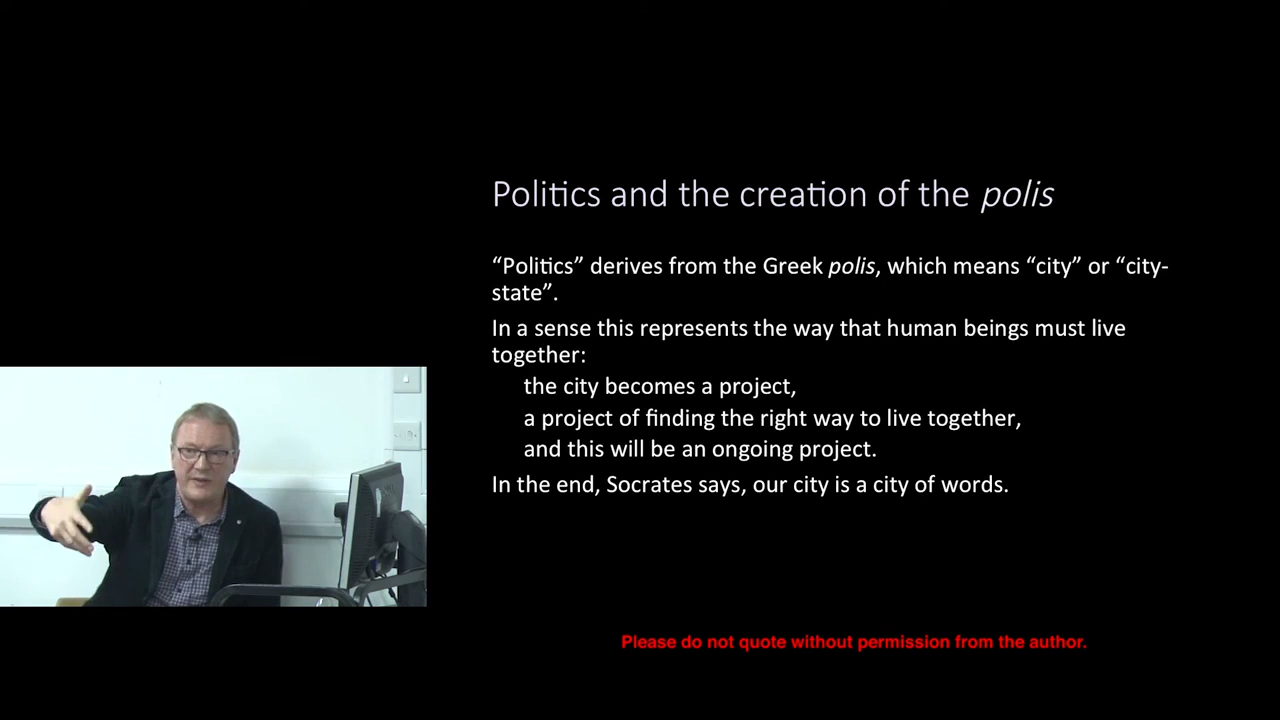 Politics and the creation of the polis
“Politics” derives from the Greek polis, which means “city” or “city-
state”.
In a sense this represents the way that human beings must live
together:
the city becomes a project,
a project of finding the right way to live together,
and this will be an ongoing project.
In the end, Socrates says, our city is a city of words.
Please do not quote without permission from the author.